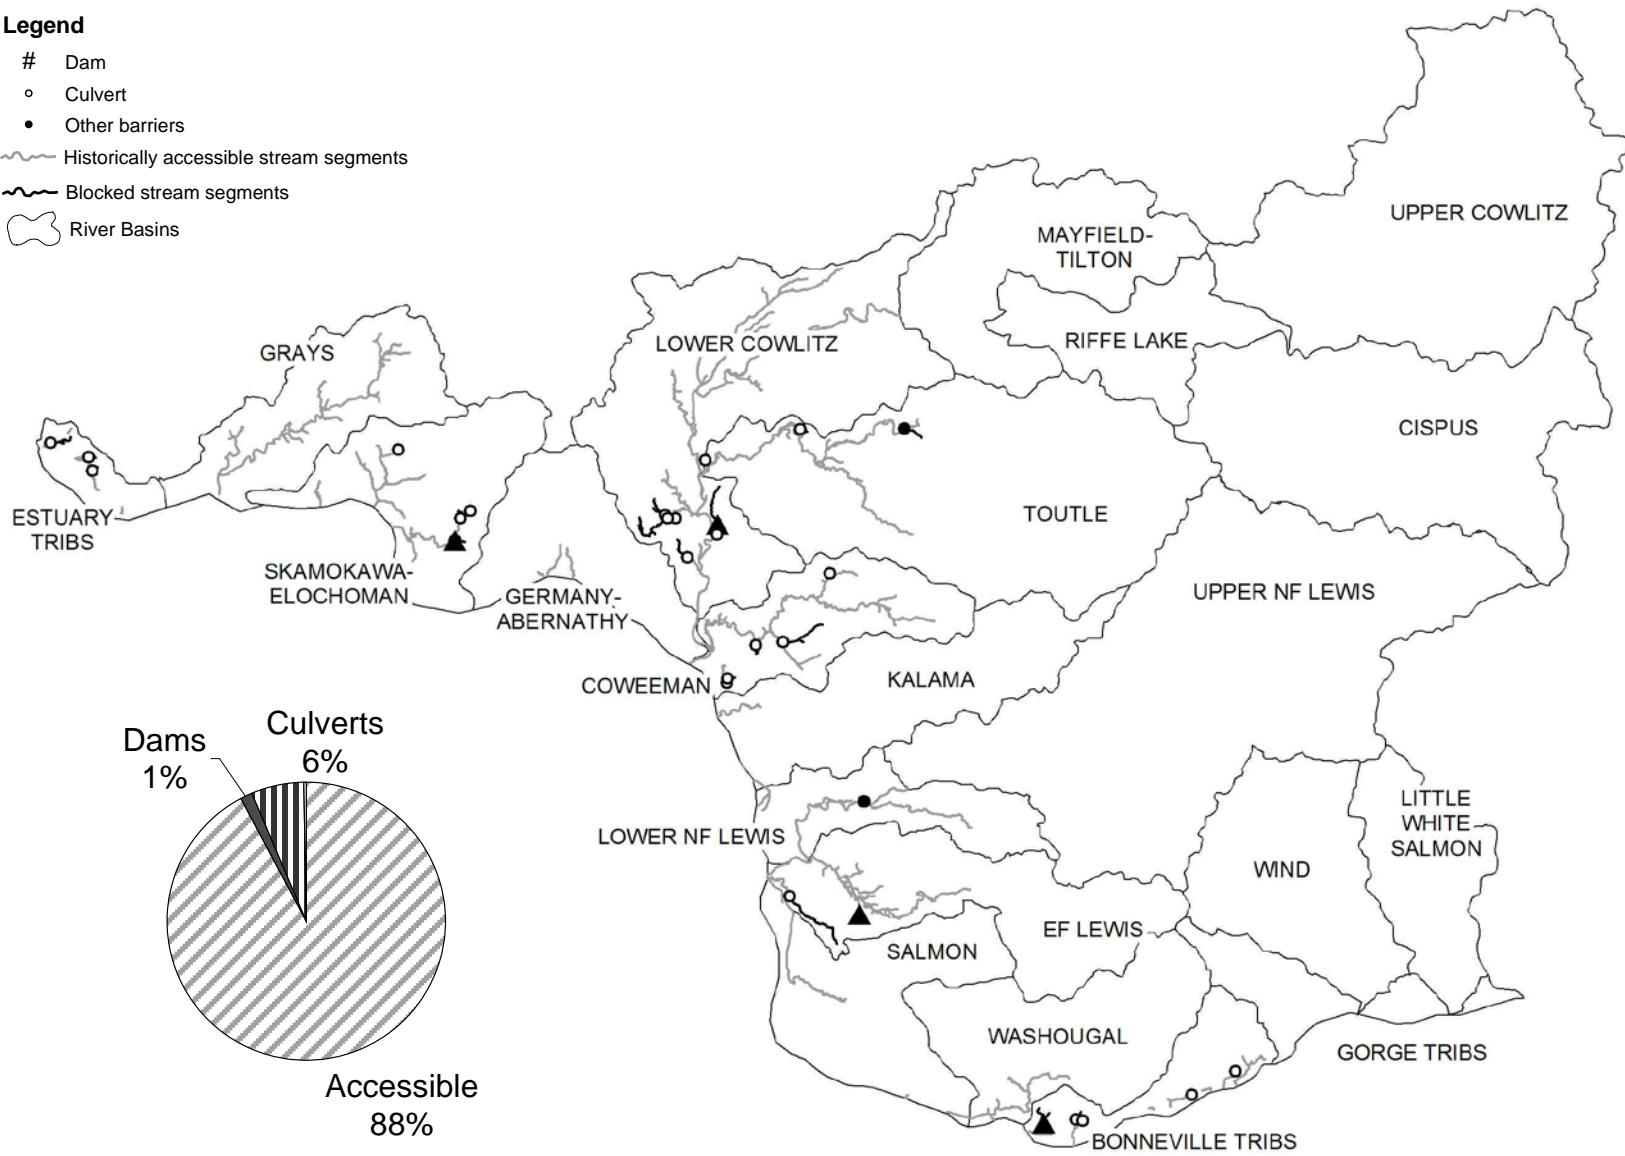 Legend
# Dam
Culvert
Other barriers
Historically accessible stream segments
Blocked stream segments
River Basins
UPPER COWLITZ
MAYFIELD-
TILTON
RIFFE LAKE
LOWER COWLITZ
GRAYS
CISPUS
ESTUARY
TRIBS
TOUTLE
SKAMOKAWA-
ELOCHOMAN
GERMANY-
ABERNATHY
UPPER NF LEWIS
COWEEMAN
KALAMA
Dams
1%
Culverts
6%
Accessible
88%
LOWER NF LEWIS
LITTLE
WHITE
SALMON
WIND
EF LEWIS
SALMON
WASHOUGAL
GORGE TRIBS
BONNEVILLE TRIBS